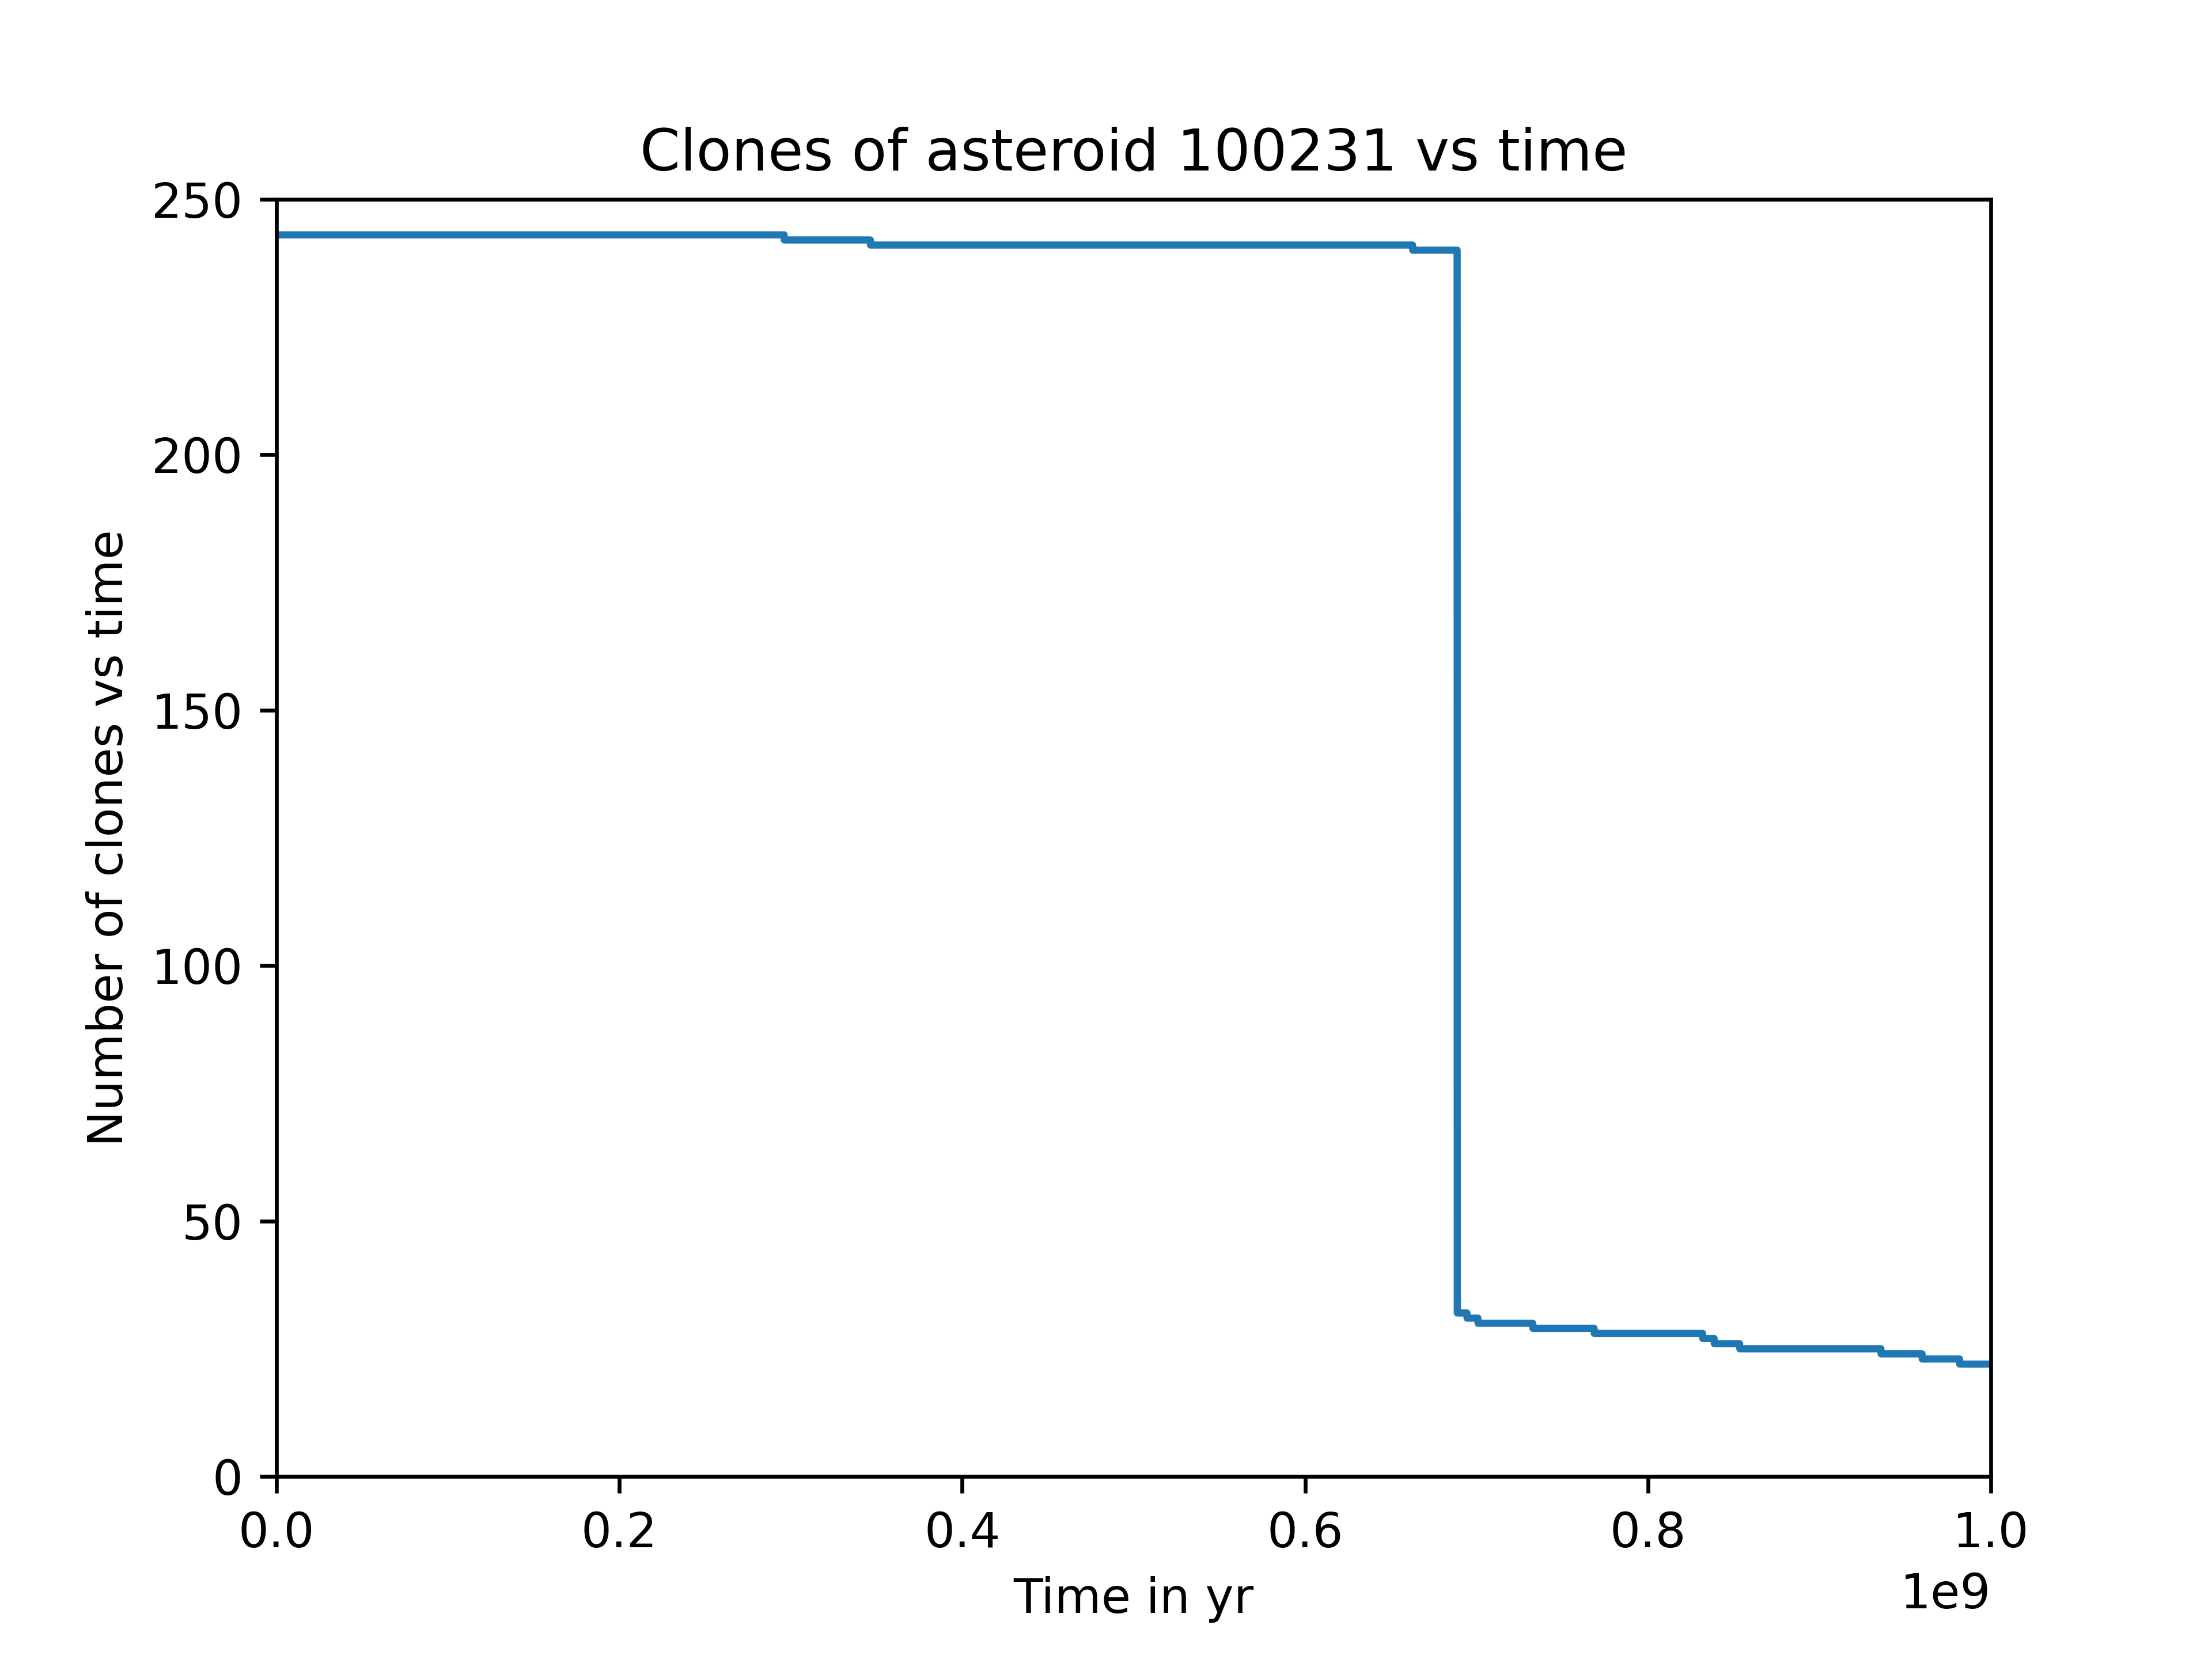 Clones of asteroid 100231 vs time
250
200
150
100
50
0
Number of clones vs time
0.0 0.2 0.4 0.6 0.8 1.0
1e9
Time in yr